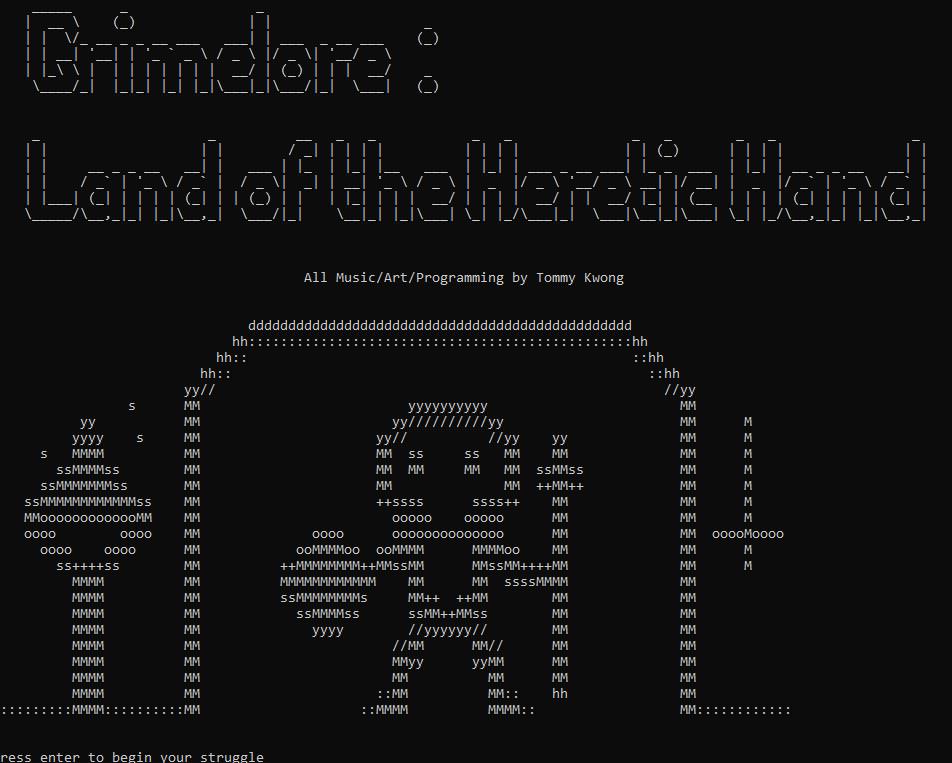 Grimelore :
Land of the Heretic Hand
All Music/Art/Programming by Tommy Kwong
ress enter to begin your struggle